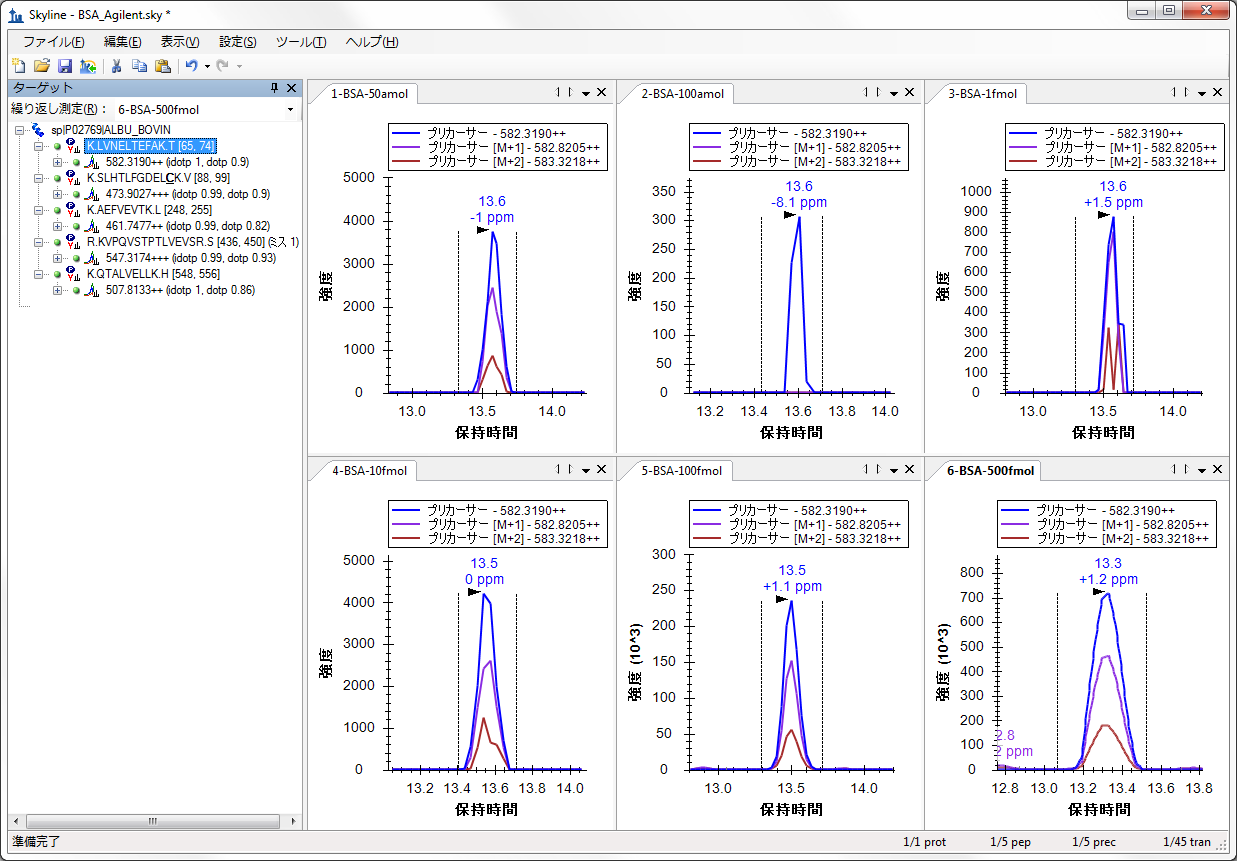 Skyline - BSA_Agilent.sky *
ファイル(F) 編集(E) 表示(V) 設定(S) ツール(T) ヘルプ(H)
ターゲット
繰り返し測定(R)： 6-BSA-500fmol
sp|P02769|ALBU_BOVIN
K.LVNELTEFAK.T [65, 74]
582.3190++ (idotp 1, dotp 0.9)
K.SLHTLFGDELCK.V [88, 99]
473.9027+++ (idotp 0.99, dotp 0.9)
K.AEFVEVTK.L [248, 255]
461.7477++ (idotp 0.99, dotp 0.82)
R.KVPQVSTPTLVEVSR.S [436, 450] (ミス 1)
547.3174+++ (idotp 0.99, dotp 0.93)
K.QTALVELLK.H [548, 556]
507.8133++ (idotp 1, dotp 0.86)
1-BSA-50amol
プリカーサー - 582.3190++
プリカーサー [M+1] - 582.8205++
プリカーサー [M+2] - 583.3218++
13.6
-1 ppm
5000
4000
3000
2000
1000
0
強度
13.0 13.5 14.0
保持時間
2-BSA-100amol
プリカーサー - 582.3190++
プリカーサー [M+1] - 582.8205++
プリカーサー [M+2] - 583.3218++
13.6
-8.1 ppm
350
300
250
200
150
100
50
0
強度
13.2 13.4 13.6 13.8 14.0
保持時間
3-BSA-1fmol
プリカーサー - 582.3190++
プリカーサー [M+1] - 582.8205++
プリカーサー [M+2] - 583.3218++
13.6
+1.5 ppm
1000
900
800
700
600
500
400
300
200
100
0
強度
13.0 13.5 14.0
保持時間
4-BSA-10fmol
プリカーサー - 582.3190++
プリカーサー [M+1] - 582.8205++
プリカーサー [M+2] - 583.3218++
13.5
0 ppm
5000
4000
3000
2000
1000
0
強度
13.2 13.4 13.6 13.8 14.0
保持時間
5-BSA-100fmol
プリカーサー - 582.3190++
プリカーサー [M+1] - 582.8205++
プリカーサー [M+2] - 583.3218++
13.5
+1.1 ppm
300
250
200
150
100
50
0
強度 (10^3)
13.0 13.5 14.0
保持時間
6-BSA-500fmol
プリカーサー - 582.3190++
プリカーサー [M+1] - 582.8205++
プリカーサー [M+2] - 583.3218++
13.3
+1.2 ppm
800
700
600
500
400
300
200
100
0
2.8
2 ppm
強度 (10^3)
12.8 13.0 13.2 13.4 13.6 13.8
保持時間
準備完了 1/1 prot 1/5 pep 1/5 prec 1/45 tran